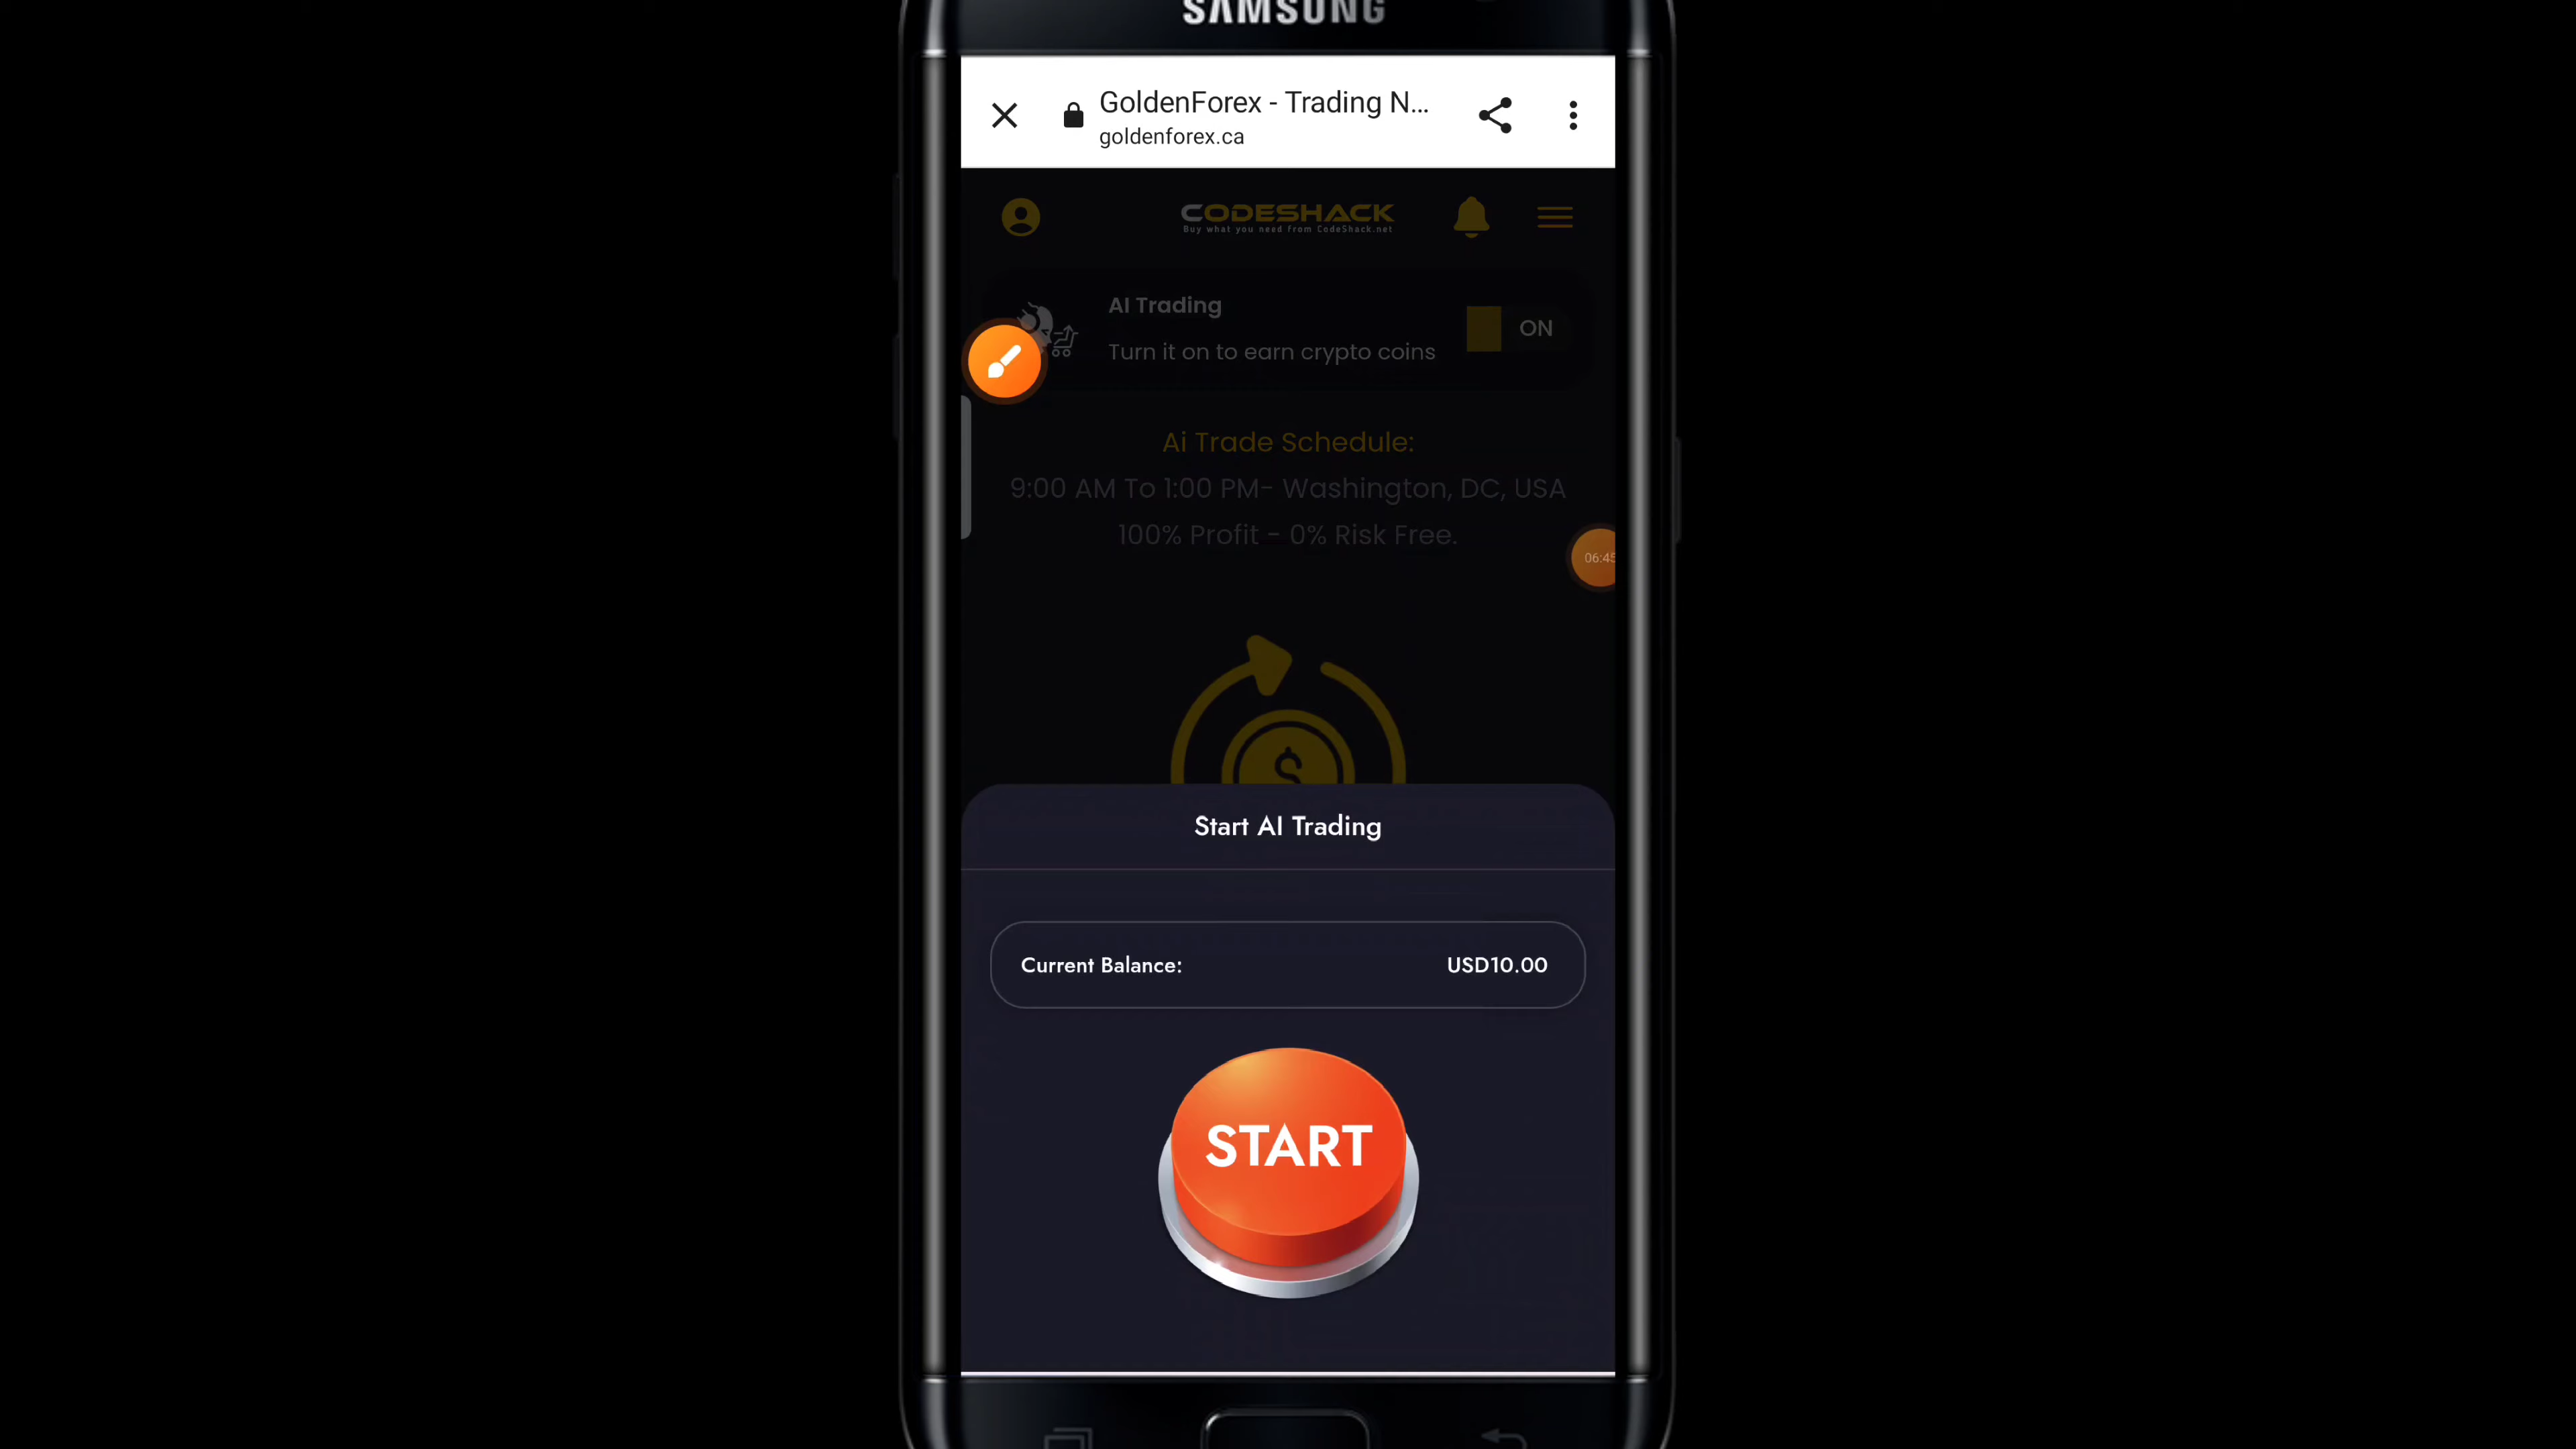 SAMSUNG
GoldenForex - Trading N...
goldenforex.ca
CODESHACK
Buy what you need from CodeShack.net
AI Trading
ON
Turn it on to earn crypto coins
Ai Trade Schedule:
9:00 AM To 1:00 PM- Washington, DC, USA
100% Profit - 0% Risk Free.
06:45
$
Start AI Trading
Current Balance: USD10.00
START